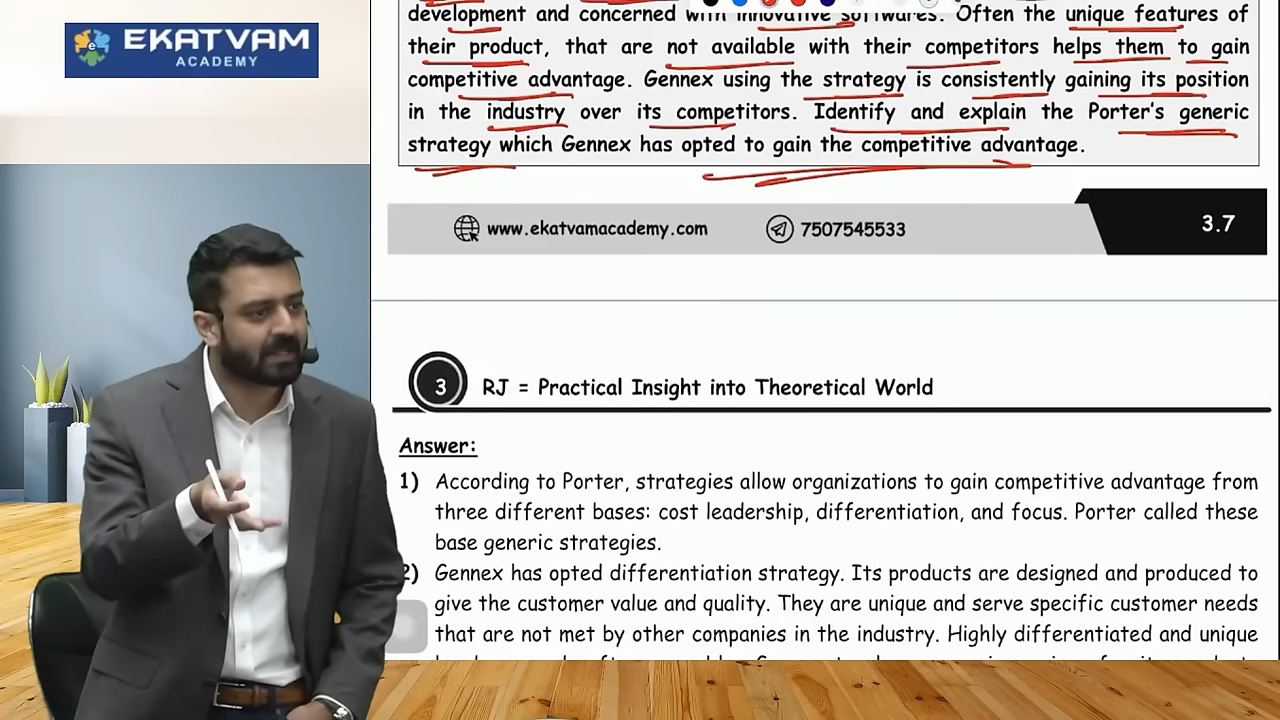 EKATVAM
ACADEMY
development and concerned with innovative softwares. Often the unique features of
their product, that are not available with their competitors helps them to gain
competitive advantage. Gennex using the strategy is consistently gaining its position
in the industry over its competitors. Identify and explain the Porter's generic
strategy which Gennex has opted to gain the competitive advantage.
www.ekatvamacademy.com 7507545533 3.7
3 RJ = Practical Insight into Theoretical World
Answer:
1) According to Porter, strategies allow organizations to gain competitive advantage from
three different bases: cost leadership, differentiation, and focus. Porter called these
base generic strategies.
2) Gennex has opted differentiation strategy. Its products are designed and produced to
give the customer value and quality. They are unique and serve specific customer needs
that are not met by other companies in the industry. Highly differentiated and unique